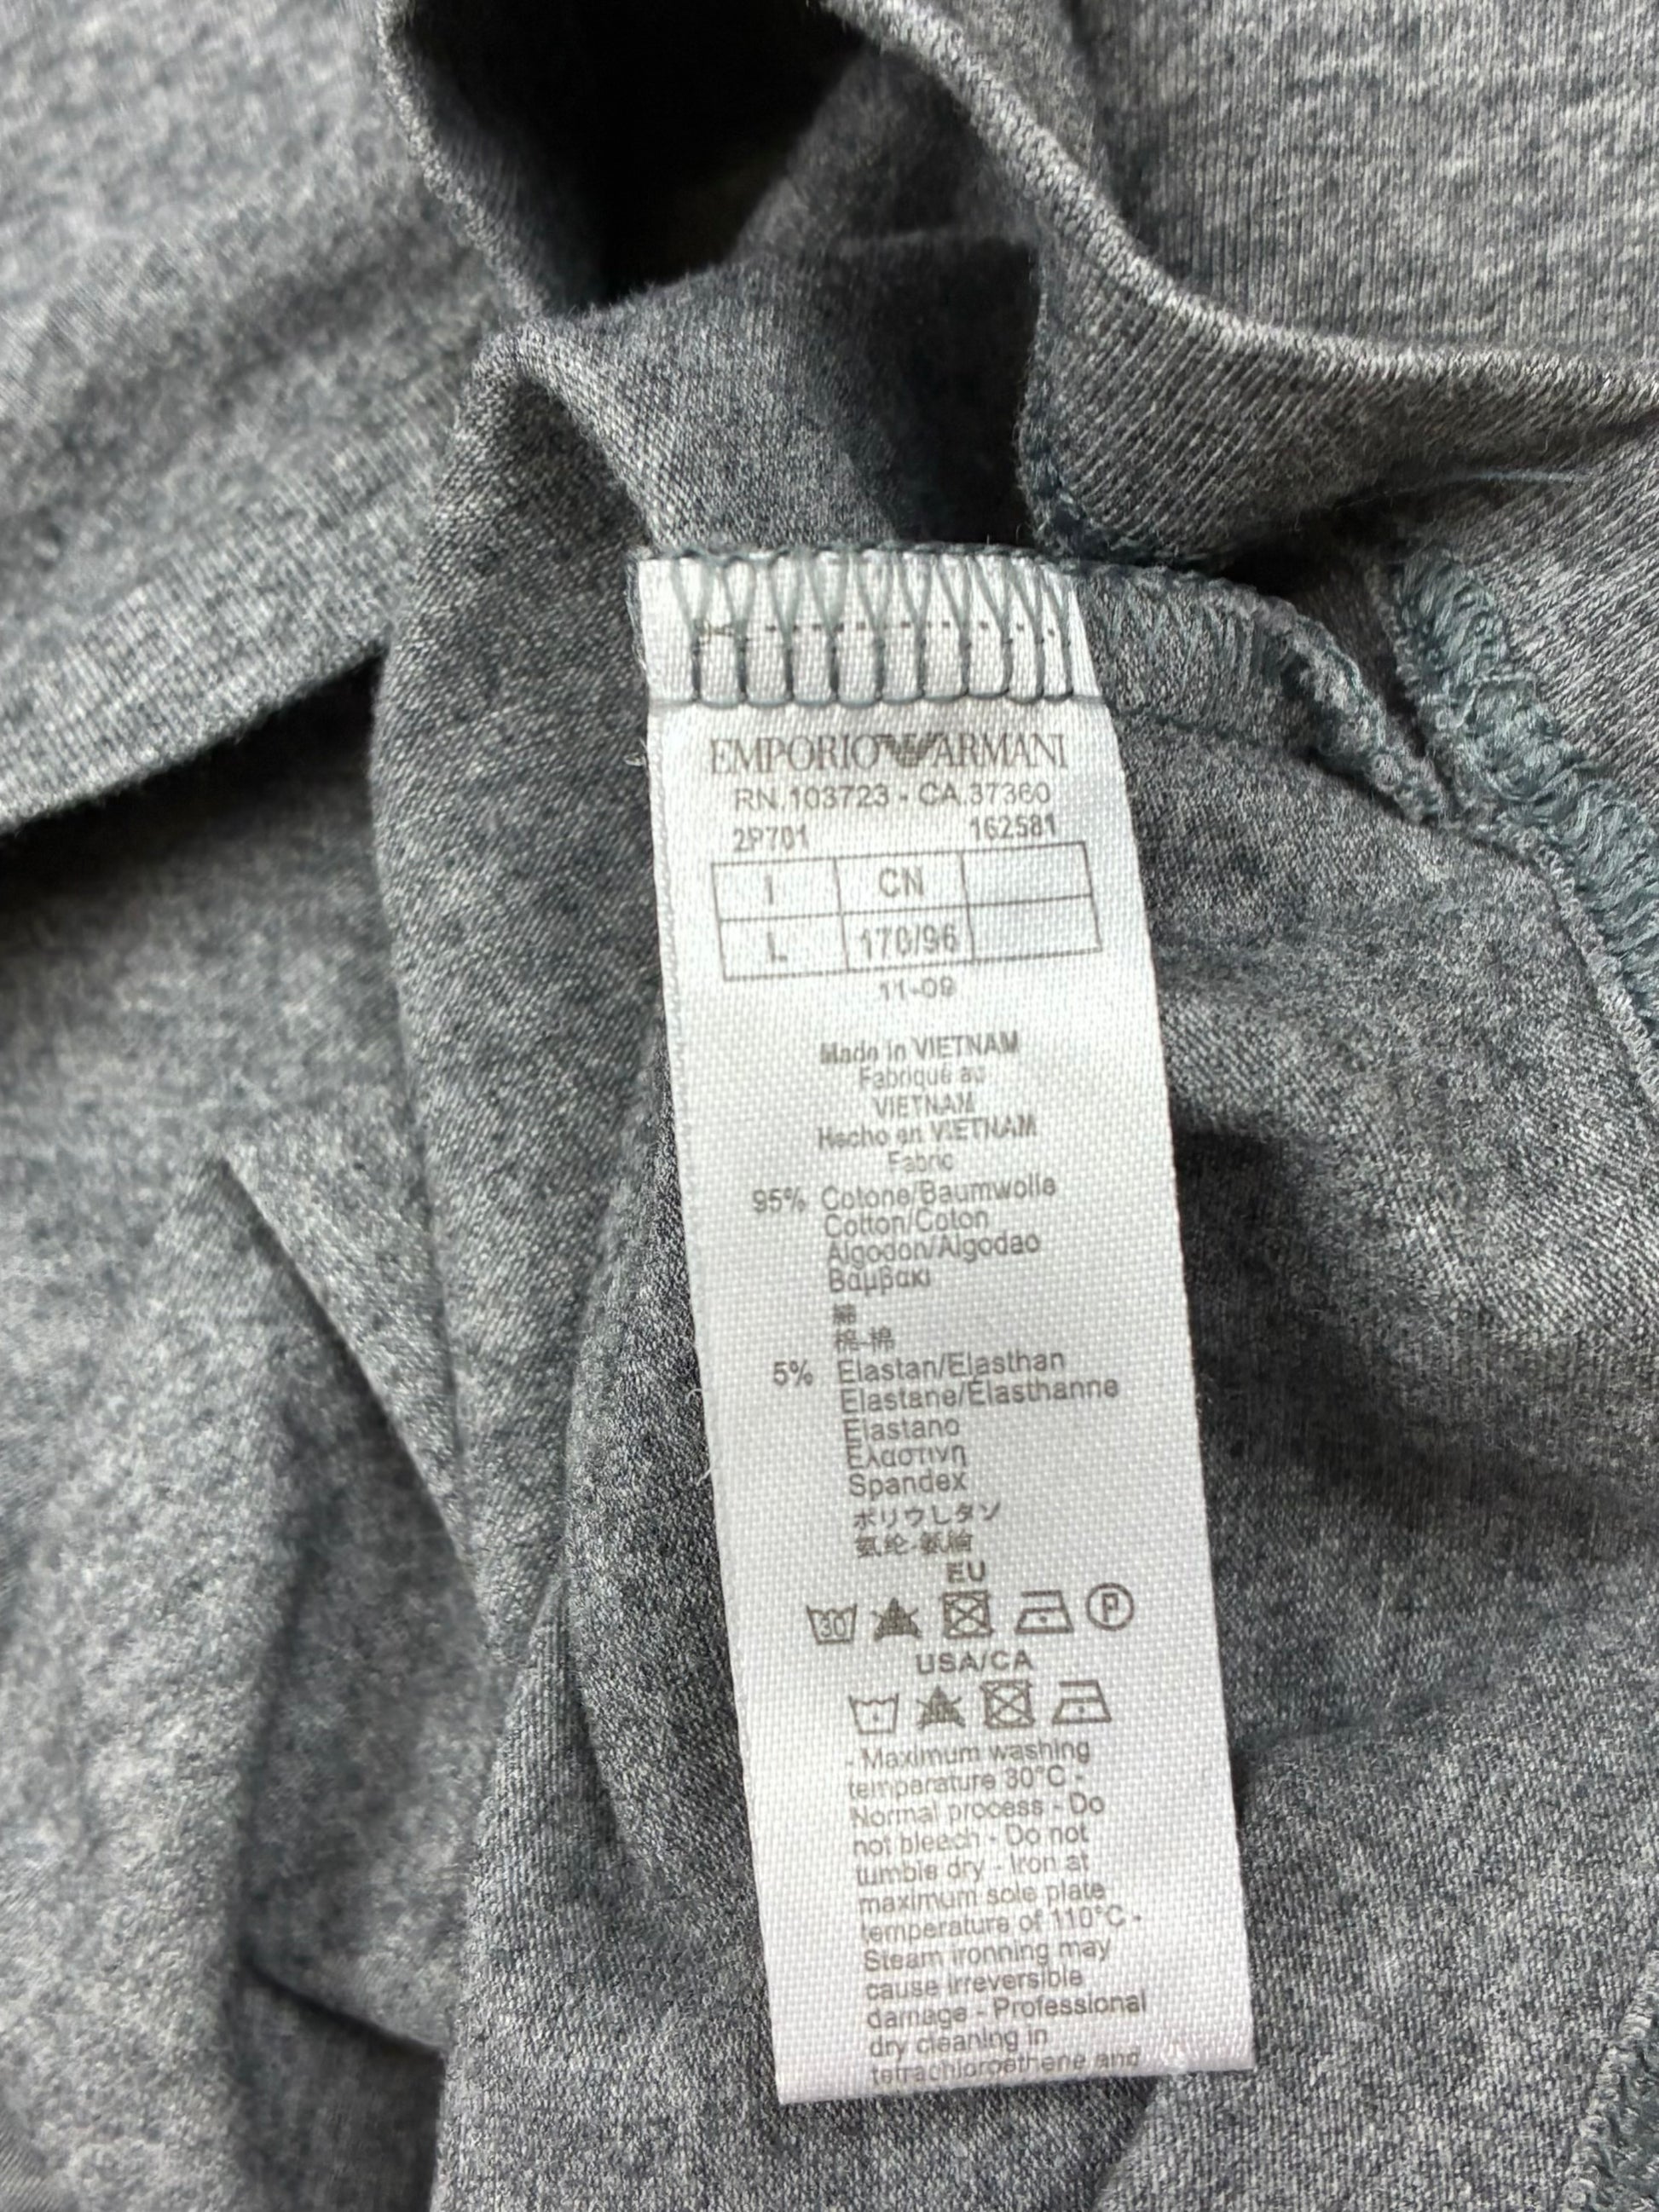 EMPORIO ARMANI
RN.103723 - CA.37360
2P701 162581
I CN
L 170/96
11-09
Made in VIETNAM
Fabriqué au
VIETNAM
Hecho en VIETNAM
Fabric
95% Cotone/Baumwolle
Cotton/Coton
Algodon/Algodao
Βαμβακι
綿
棉-棉
5% Elastan/Elasthan
Elastane/Élasthanne
Elastano
Ελαστινη
Spandex
ポリウレタン
氨纶-氨綸
EU
30 P
USA/CA
- Maximum washing
temperature 30°C -
Normal process - Do
not bleach - Do not
tumble dry - Iron at
maximum sole plate
temperature of 110°C -
Steam ironning may
cause irreversible
damage - Professional
dry cleaning in
tetrachloroethene and